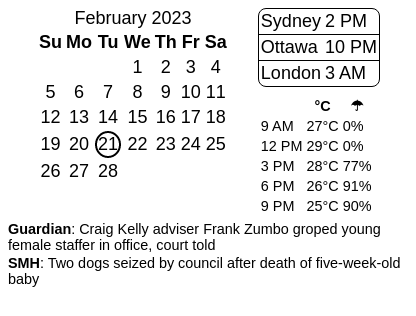 February 2023
Su Mo Tu We Th Fr Sa
1 2 3 4
5 6 7 8 9 10 11
12 13 14 15 16 17 18
19 20 21 22 23 24 25
26 27 28
Sydney 2 PM
Ottawa 10 PM
London 3 AM
°C ☂
9 AM 27°C 0%
12 PM 29°C 0%
3 PM 28°C 77%
6 PM 26°C 91%
9 PM 25°C 90%
Guardian: Craig Kelly adviser Frank Zumbo groped young
female staffer in office, court told
SMH: Two dogs seized by council after death of five-week-old
baby